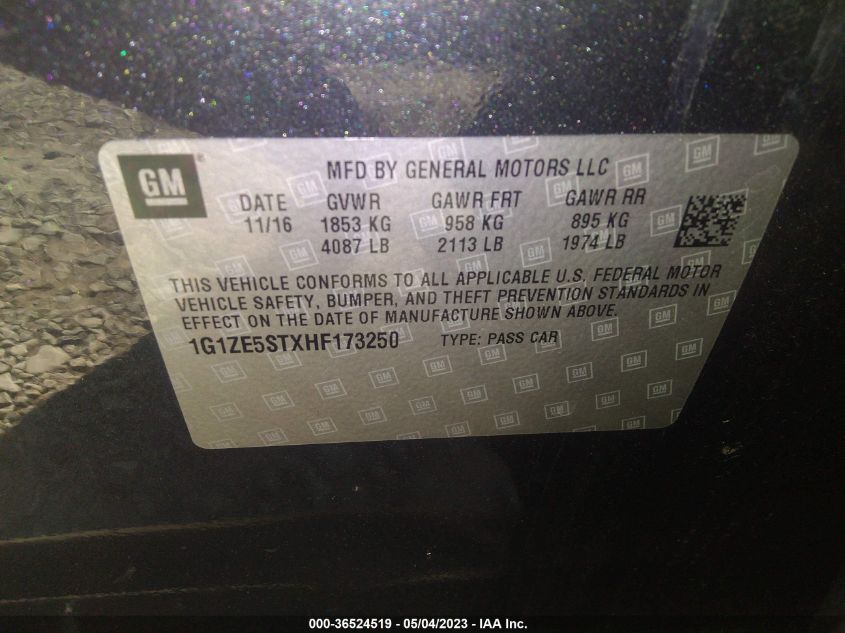 GM ® MFD BY GENERAL MOTORS LLC
DATE GVWR GAWR FRT GAWR RR
11/16 1853 KG 958 KG 895 KG
4087 LB 2113 LB 1974 LB
THIS VEHICLE CONFORMS TO ALL APPLICABLE U.S. FEDERAL MOTOR
VEHICLE SAFETY, BUMPER, AND THEFT PREVENTION STANDARDS IN
EFFECT ON THE DATE OF MANUFACTURE SHOWN ABOVE.
1G1ZE5STXHF173250 TYPE: PASS CAR
000-36524519 - 05/04/2023 - IAA Inc.